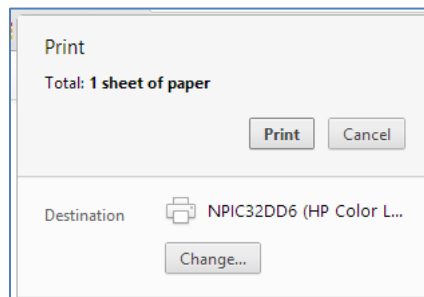 Print
Total: 1 sheet of paper
Print Cancel
Destination NPIC32DD6 (HP Color L...
Change...